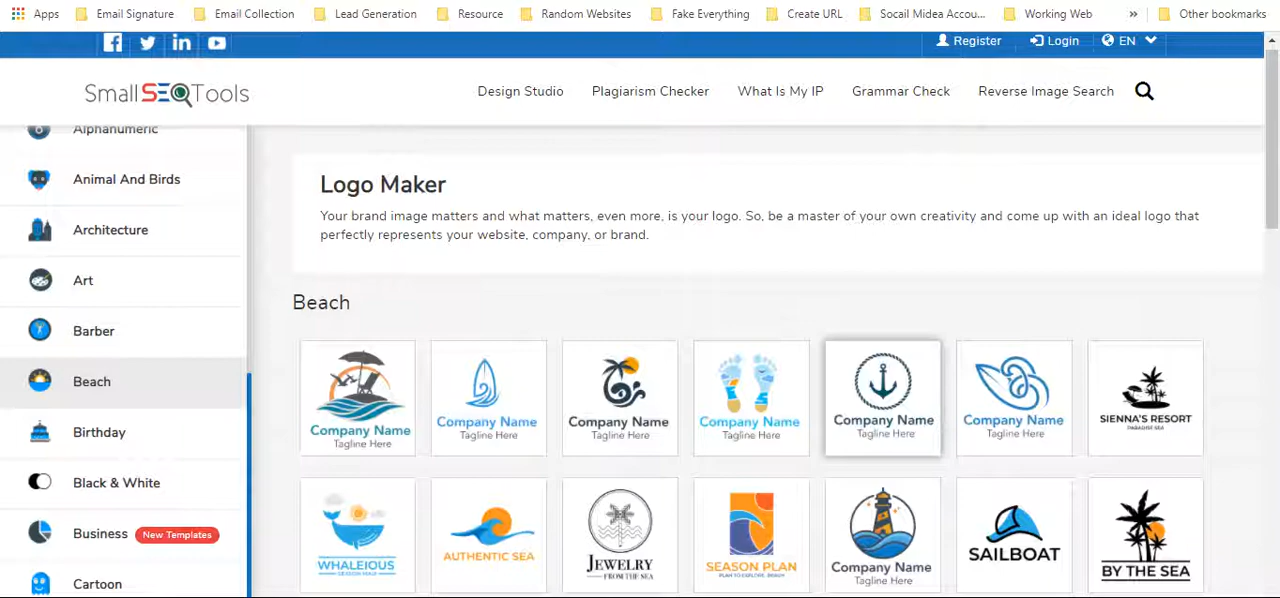 Apps Email Signature Email Collection Lead Generation Resource Random Websites Fake Everything Create URL Socail Midea Accou... Working Web » Other bookmarks
Register Login EN
SmallSEOTools Design Studio Plagiarism Checker What Is My IP Grammar Check Reverse Image Search
Alphanumeric
Animal And Birds
Architecture
Art
Barber
Beach
Birthday
Black & White
Business New Templates
Cartoon
Logo Maker
Your brand image matters and what matters, even more, is your logo. So, be a master of your own creativity and come up with an ideal logo that
perfectly represents your website, company, or brand.
Beach
Company Name
Tagline Here
Company Name
Tagline Here
Company Name
Tagline Here
Company Name
Tagline Here
Company Name
Tagline Here
Company Name
Tagline Here
SIENNA'S RESORT
PARADISE SEA
WHALEIOUS
AUTHENTIC SEA
JEWELRY
FROM THE SEA
SEASON PLAN
PLAN TO EXPLORE, ENJOY
Company Name
Tagline Here
SAILBOAT
BY THE SEA